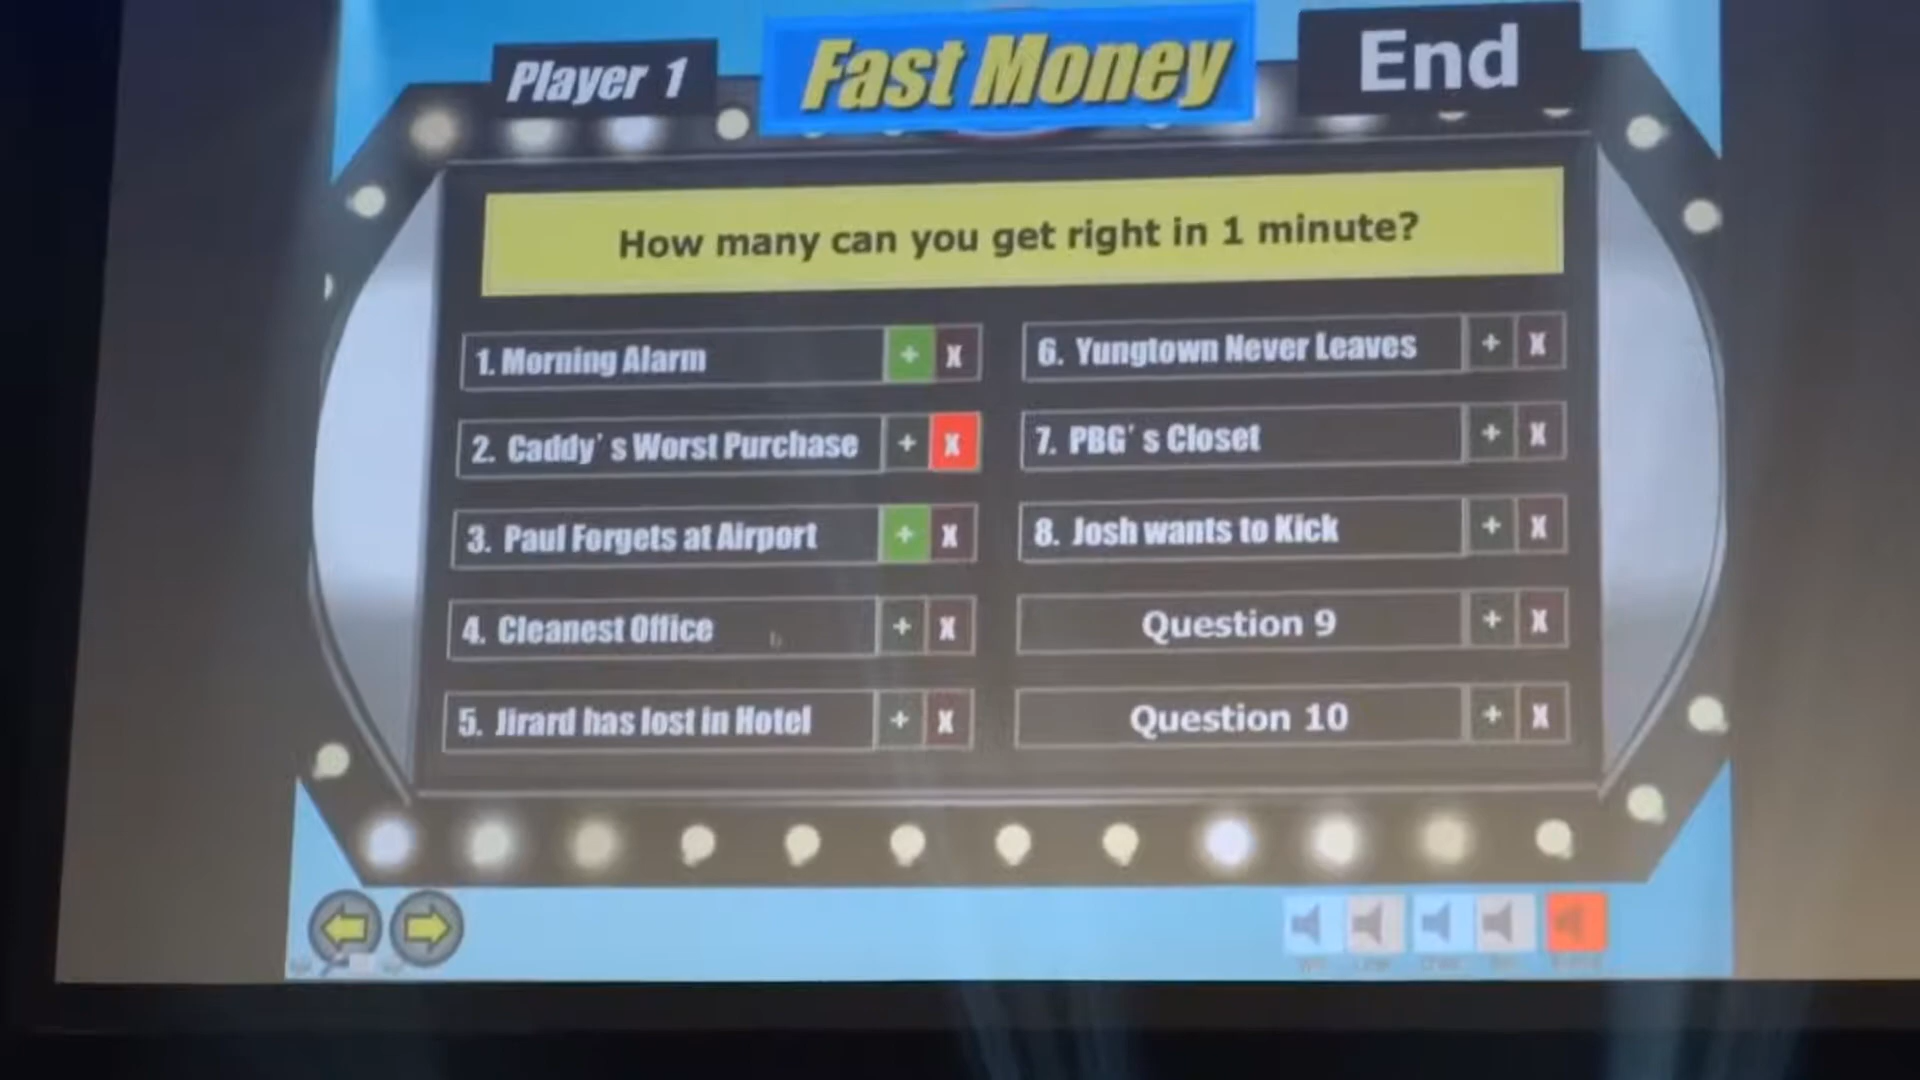 Player 1
Fast Money
End
How many can you get right in 1 minute?
1. Morning Alarm + X
2. Caddy's Worst Purchase + X
3. Paul Forgets at Airport + X
4. Cleanest Office + X
5. Jirard has lost in Hotel + X
6. Yungtown Never Leaves + X
7. PBG's Closet + X
8. Josh wants to Kick + X
Question 9 + X
Question 10 + X